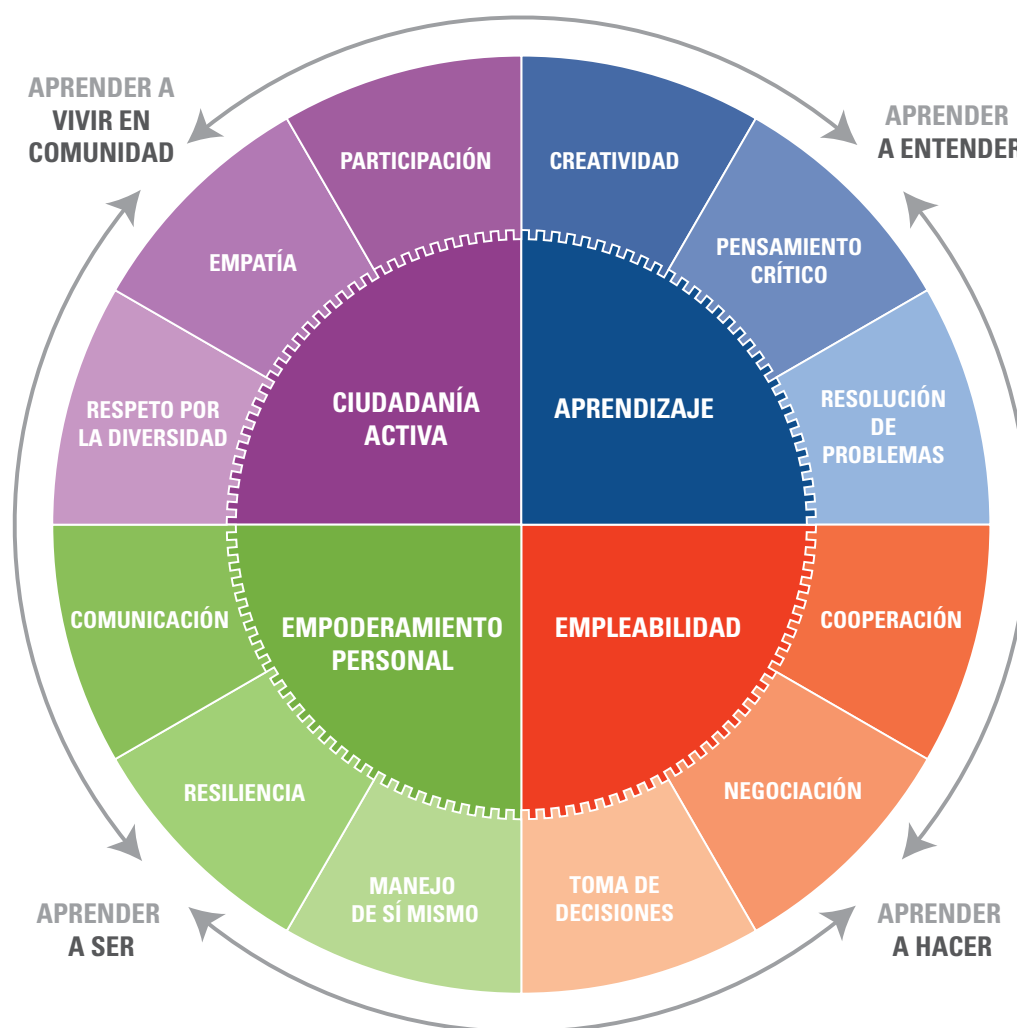 APRENDER A
VIVIR EN
COMUNIDAD
APRENDER
A ENTENDER
PARTICIPACIÓN
CREATIVIDAD
EMPATÍA
PENSAMIENTO
CRÍTICO
RESPETO POR
LA DIVERSIDAD
CIUDADANÍA
ACTIVA
APRENDIZAJE
RESOLUCIÓN
DE
PROBLEMAS
COMUNICACIÓN
EMPODERAMIENTO
PERSONAL
EMPLEABILIDAD
COOPERACIÓN
RESILIENCIA
NEGOCIACIÓN
MANEJO
DE SÍ MISMO
TOMA DE
DECISIONES
APRENDER
A SER
APRENDER
A HACER